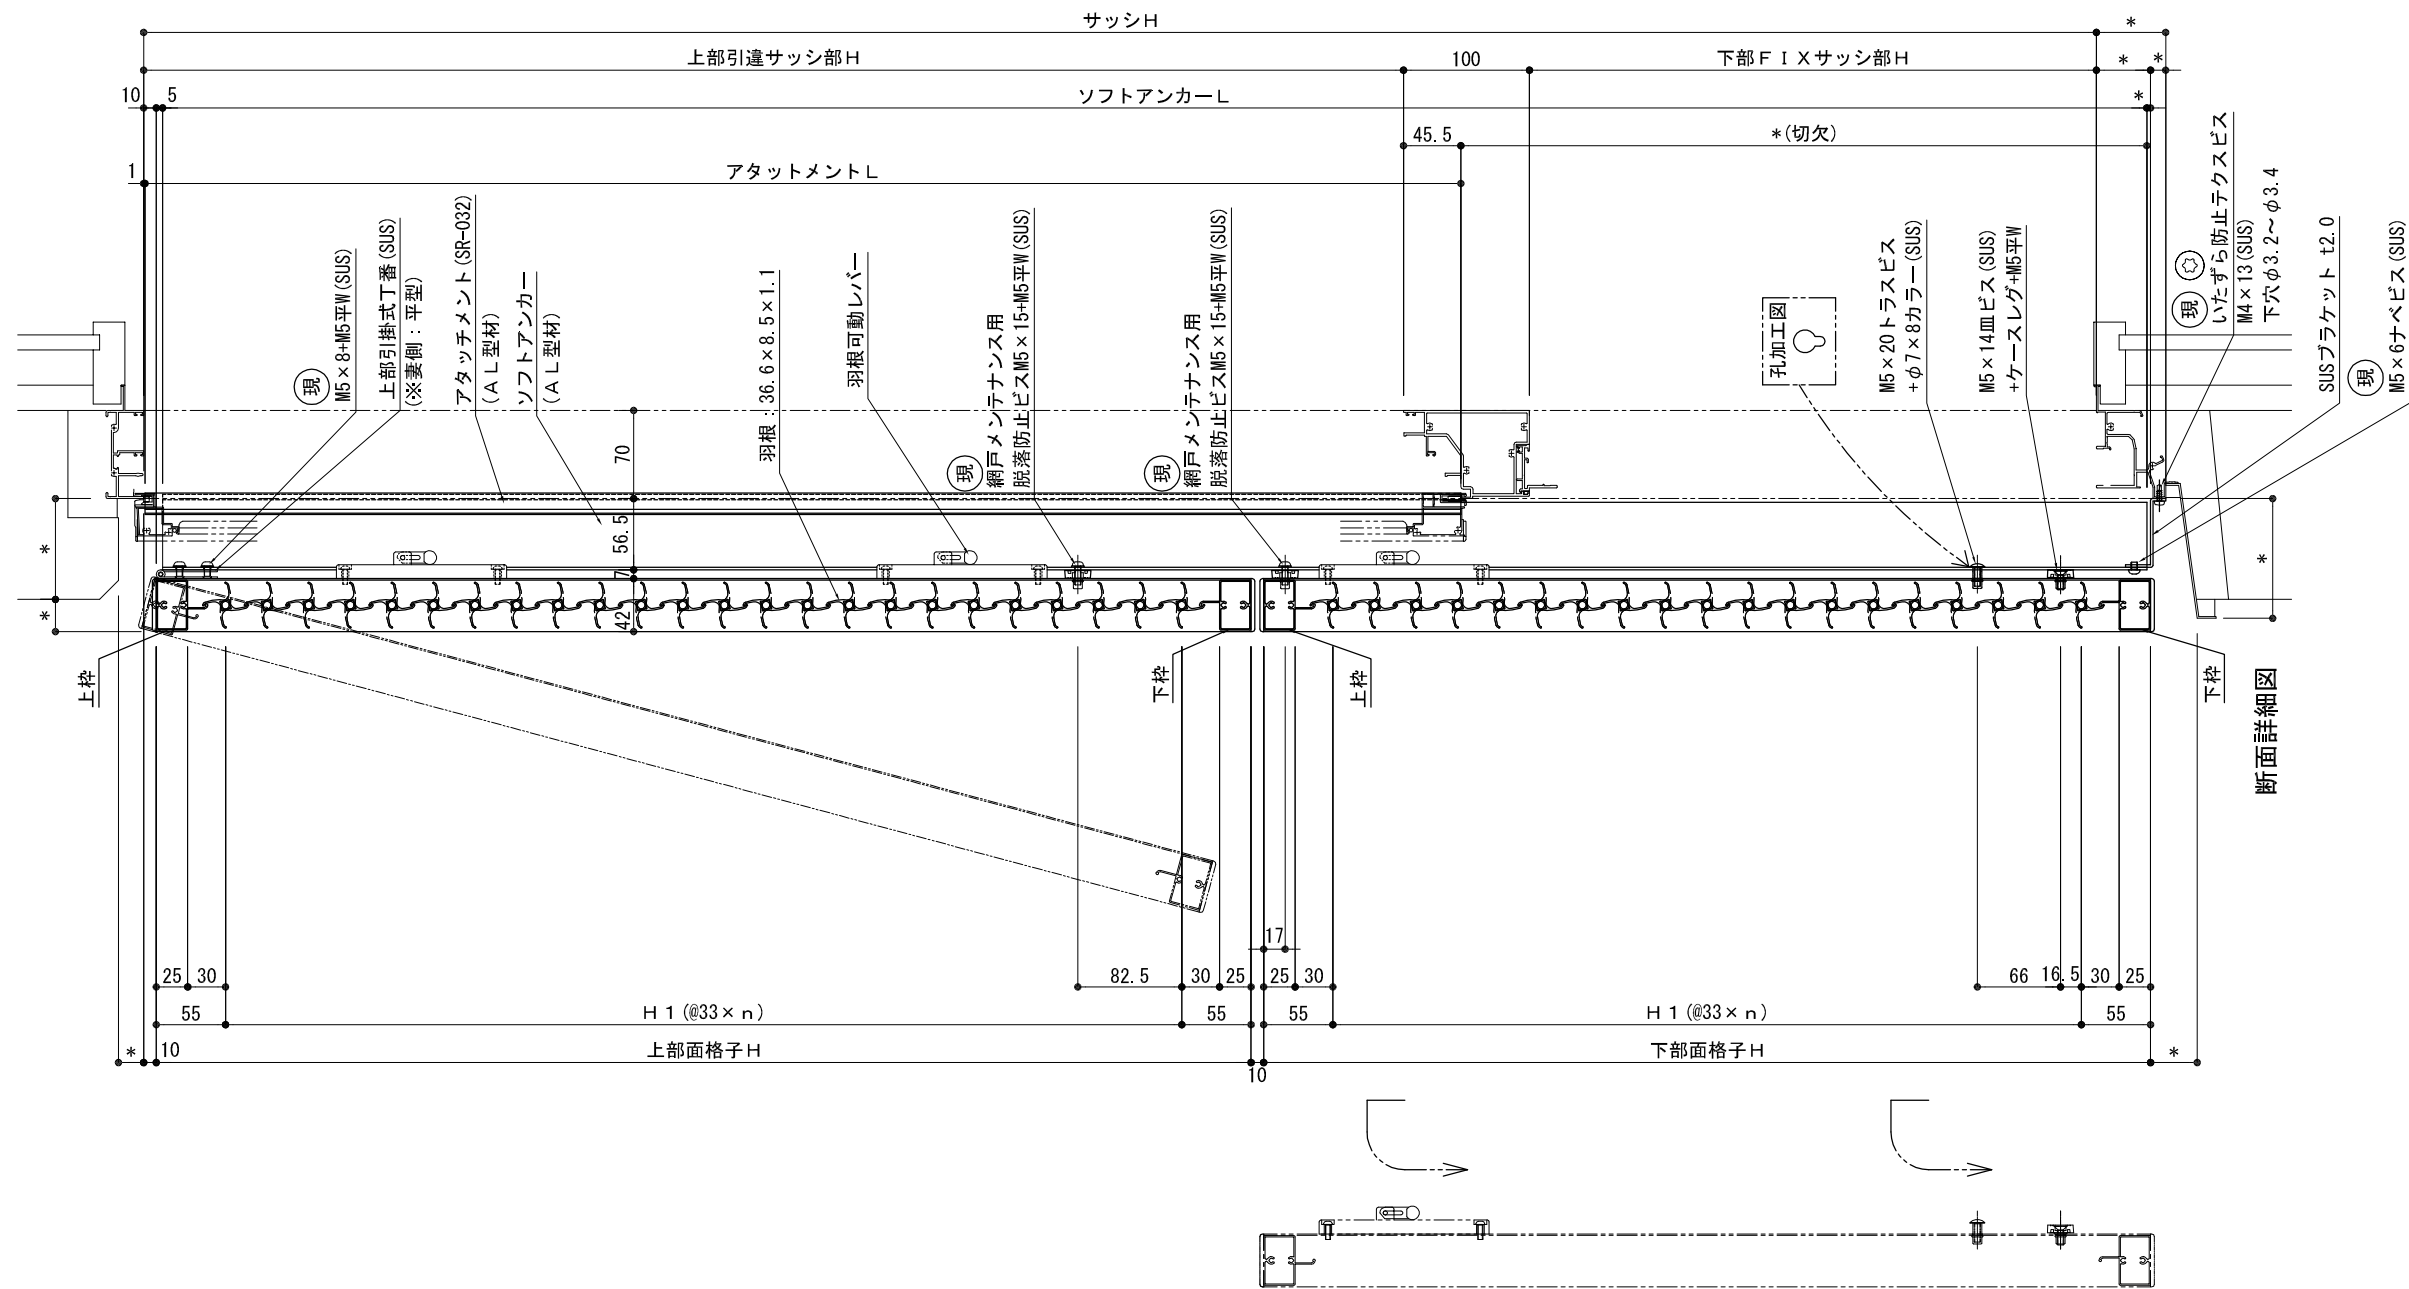 サッシH
*
上部引違サッシ部H
100
下部FIXサッシ部H
*
*
10
5
ソフトアンカーL
*
45.5
*(切欠)
1
アタットメントL
現
M5×8+M5平W(SUS)
上部引掛式丁番(SUS)
(※妻側:平型)
アタッチメント(SR-032)
(AL型材)
ソフトアンカー
(AL型材)
羽根:36.6×8.5×1.1
羽根可動レバー
現
網戸メンテナンス用
脱落防止ビスM5×15+M5平W(SUS)
現
網戸メンテナンス用
脱落防止ビスM5×15+M5平W(SUS)
孔加工図
M5×20トラスビス
+φ7×8カラー(SUS)
M5×14皿ビス(SUS)
+ケースレグ+M5平W
現
いたずら防止テクスビス
M4×13(SUS)
下穴φ3.2～φ3.4
SUSブラケット t2.0
現
M5×6ナベビス(SUS)
70
56.5
7
42
*
*
*
上枠
下枠
上枠
下枠
断面詳細図
17
25
30
82.5
30
25
25
30
66
16.5
30
25
55
H1(@33×n)
55
55
H1(@33×n)
55
*
10
上部面格子H
10
下部面格子H
*